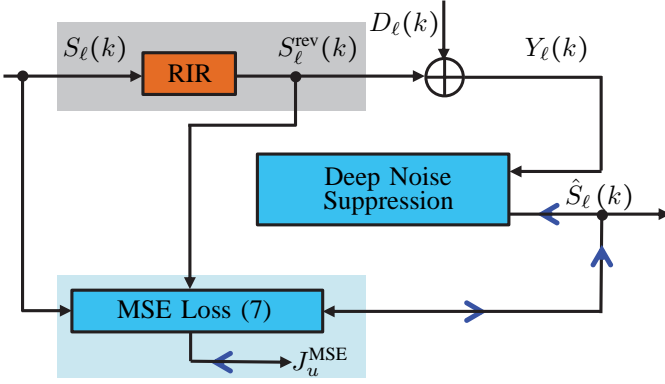 D_ℓ(k)
S_ℓ(k)
RIR
S_ℓ^rev(k)
Y_ℓ(k)
Deep Noise
Suppression
Ŝ_ℓ(k)
MSE Loss (7)
J_u^MSE